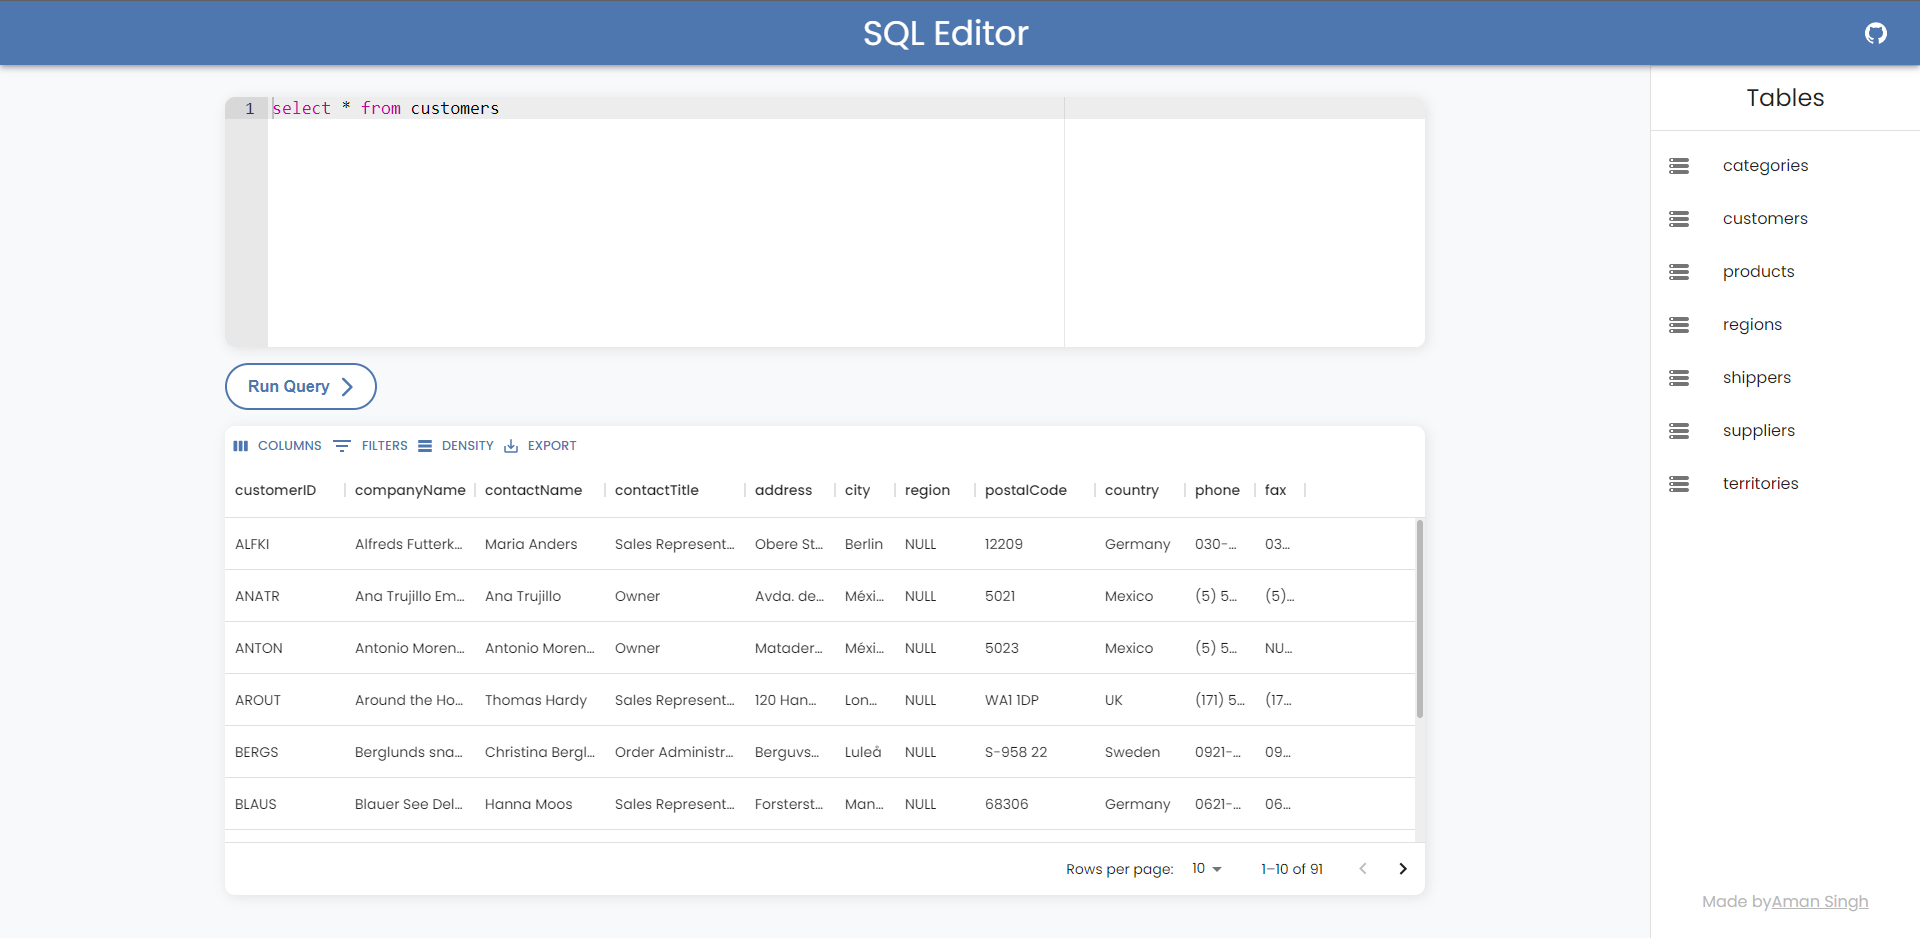 SQL Editor
1 select * from customers
Run Query
COLUMNS FILTERS DENSITY EXPORT
customerID companyName contactName contactTitle address city region postalCode country phone fax
ALFKI Alfreds Futterk... Maria Anders Sales Represent... Obere St... Berlin NULL 12209 Germany 030-... 03...
ANATR Ana Trujillo Em... Ana Trujillo Owner Avda. de... Méxi... NULL 5021 Mexico (5) 5... (5)...
ANTON Antonio Moren... Antonio Moren... Owner Matader... Méxi... NULL 5023 Mexico (5) 5... NU...
AROUT Around the Ho... Thomas Hardy Sales Represent... 120 Han... Lon... NULL WA1 1DP UK (171) 5... (17...
BERGS Berglunds sna... Christina Bergl... Order Administr... Berguvs... Luleå NULL S-958 22 Sweden 0921-... 09...
BLAUS Blauer See Del... Hanna Moos Sales Represent... Forsterst... Man... NULL 68306 Germany 0621-... 06...
Rows per page: 10 1–10 of 91
Tables
categories
customers
products
regions
shippers
suppliers
territories
Made byAman Singh